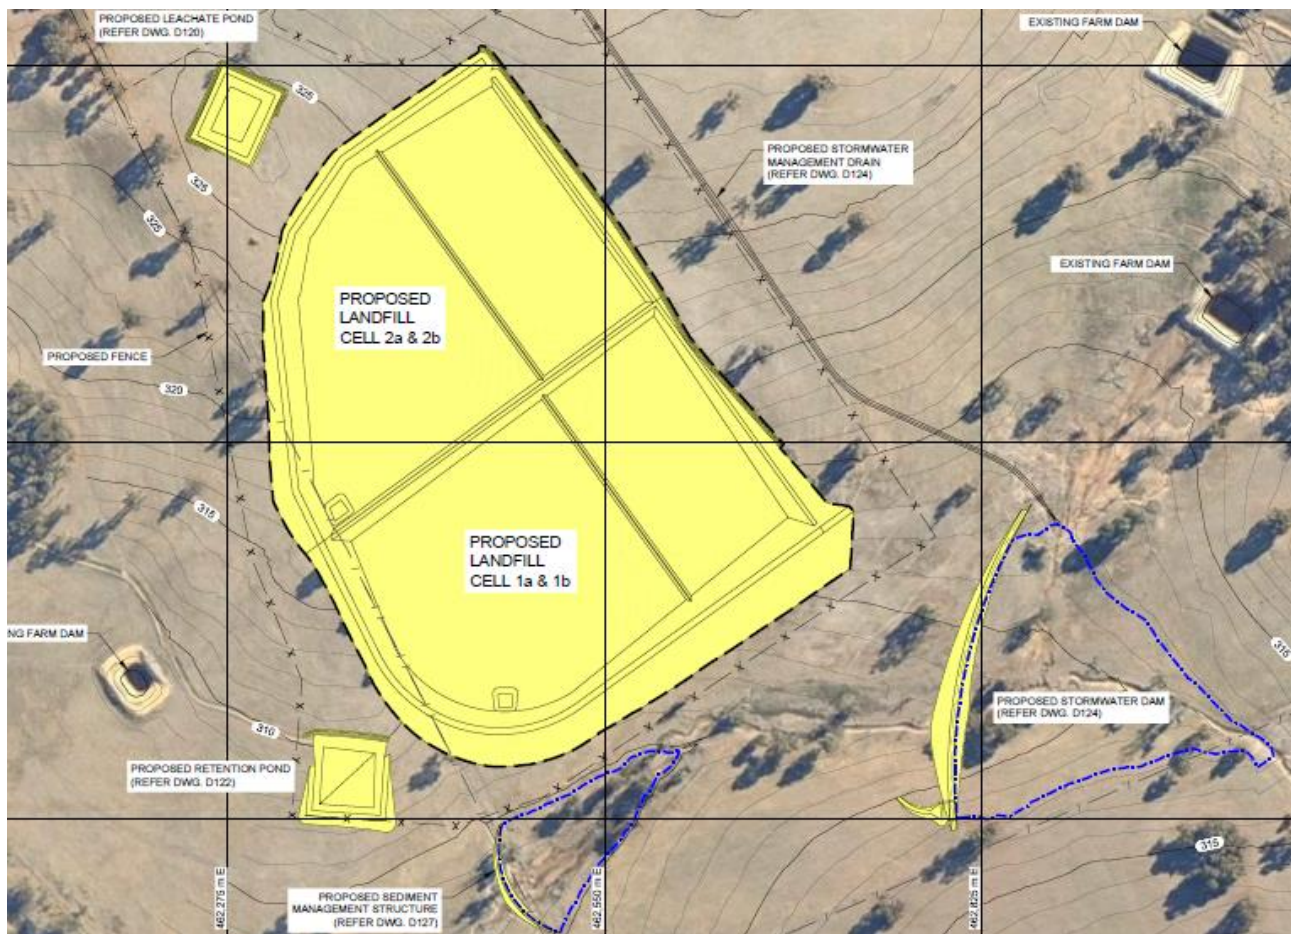 PROPOSED LEACHATE POND
(REFER DWG. D120)
EXISTING FARM DAM
325
PROPOSED STORMWATER
MANAGEMENT DRAIN
(REFER DWG. D124)
325
325
EXISTING FARM DAM
PROPOSED
LANDFILL
CELL 2a & 2b
PROPOSED FENCE
320
315
PROPOSED
LANDFILL
CELL 1a & 1b
NG FARM DAM
315
PROPOSED STORMWATER DAM
(REFER DWG. D124)
310
PROPOSED RETENTION POND
(REFER DWG. D122)
315
462,275 m E
462,550 m E
462,825 m E
PROPOSED SEDIMENT
MANAGEMENT STRUCTURE
(REFER DWG. D127)